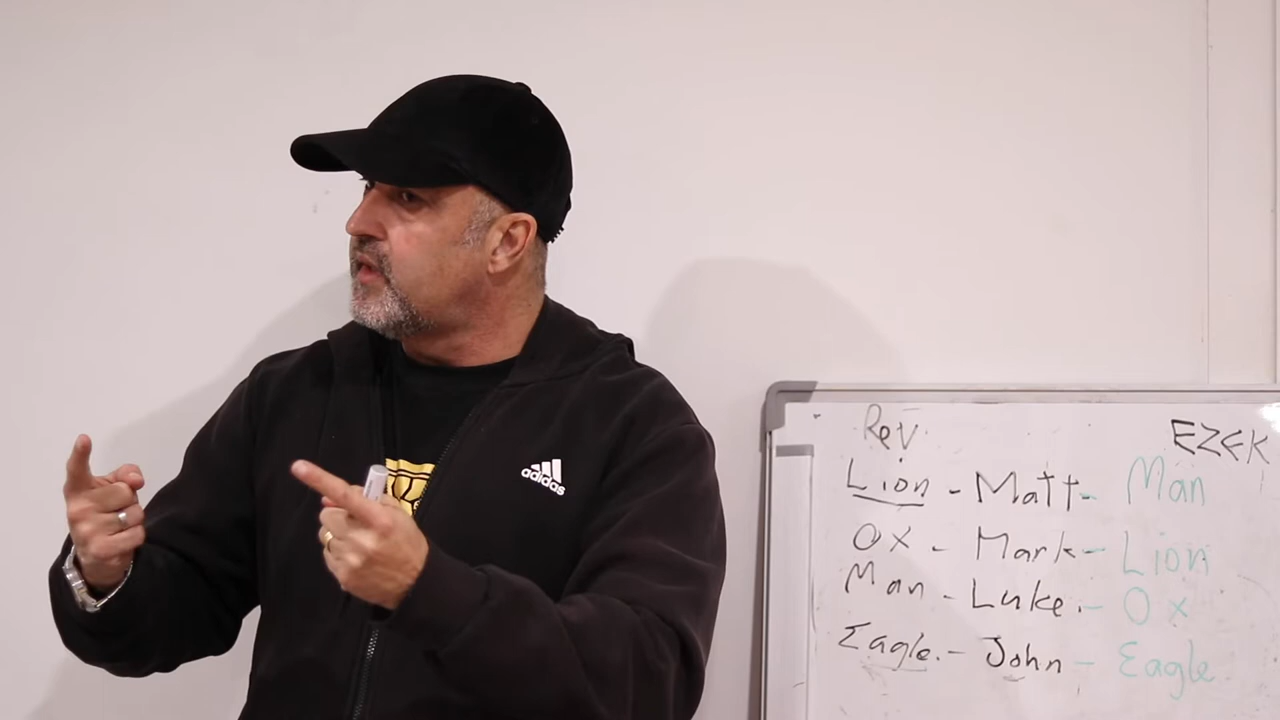 adidas
Rev. EZEK
Lion - Matt - Man
Ox - Mark - Lion
Man - Luke. - Ox
Eagle. - John - Eagle